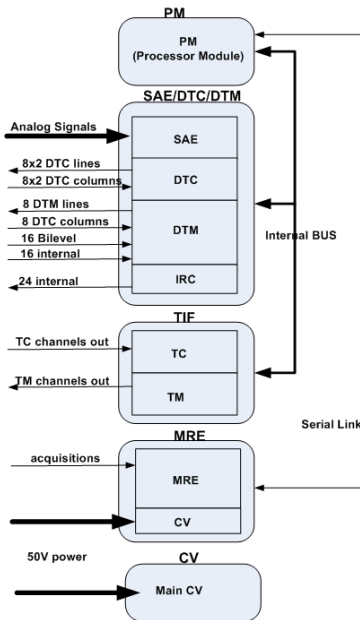 PM
PM
(Processor Module)
SAE/DTC/DTM
Analog Signals
SAE
8x2 DTC lines
DTC
8x2 DTC columns
8 DTM lines
8 DTC columns
DTM
Internal BUS
16 Bilevel
16 internal
24 internal
IRC
TIF
TC channels out
TC
TM channels out
TM
Serial Link
MRE
acquisitions
MRE
CV
50V power
CV
Main CV